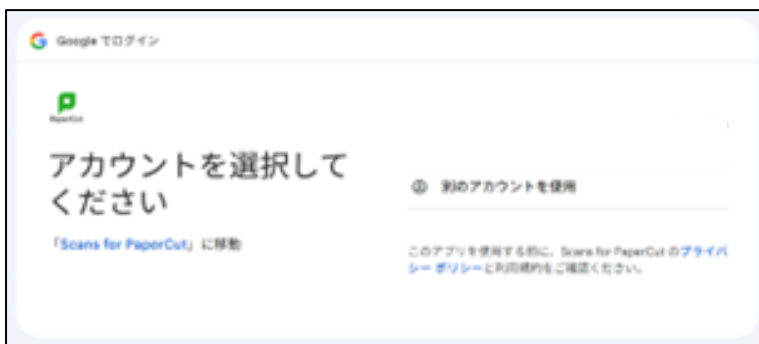 Google でログイン
PaperCut
アカウントを選択して
ください
「Scans for PaperCut」に移動
別のアカウントを使用
このアプリを使用する前に、Scans for PaperCut のプライバ
シー ポリシーと利用規約をご確認ください。